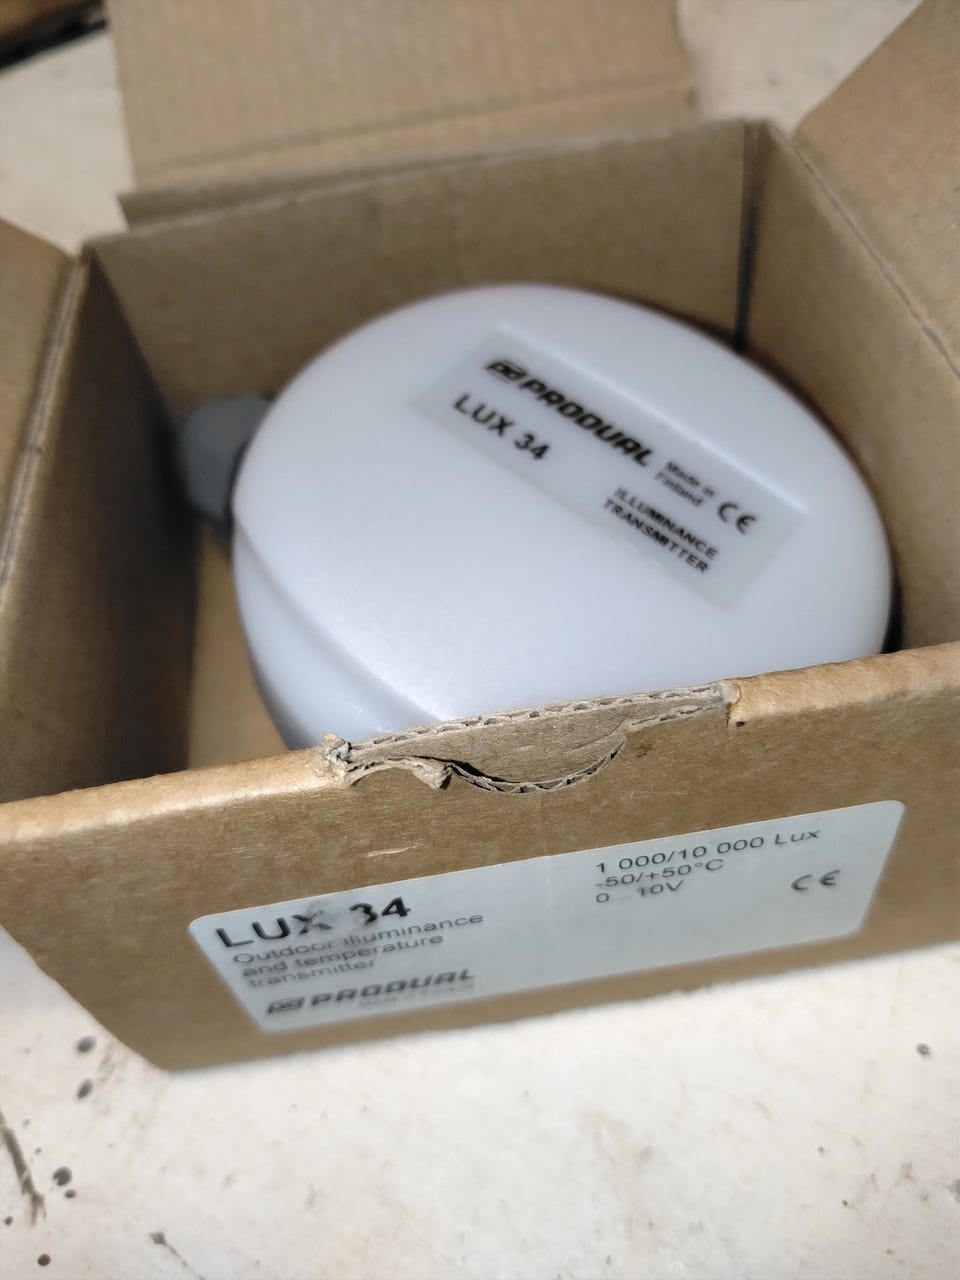 PRODUAL
LUX 34
Made in
Finland
CE
ILLUMINANCE
TRANSMITTER
LUX 34
Outdoor illuminance
and temperature
transmitter
PRODUAL
1 000/10 000 Lux
-50/+50°C
0...10V
CE